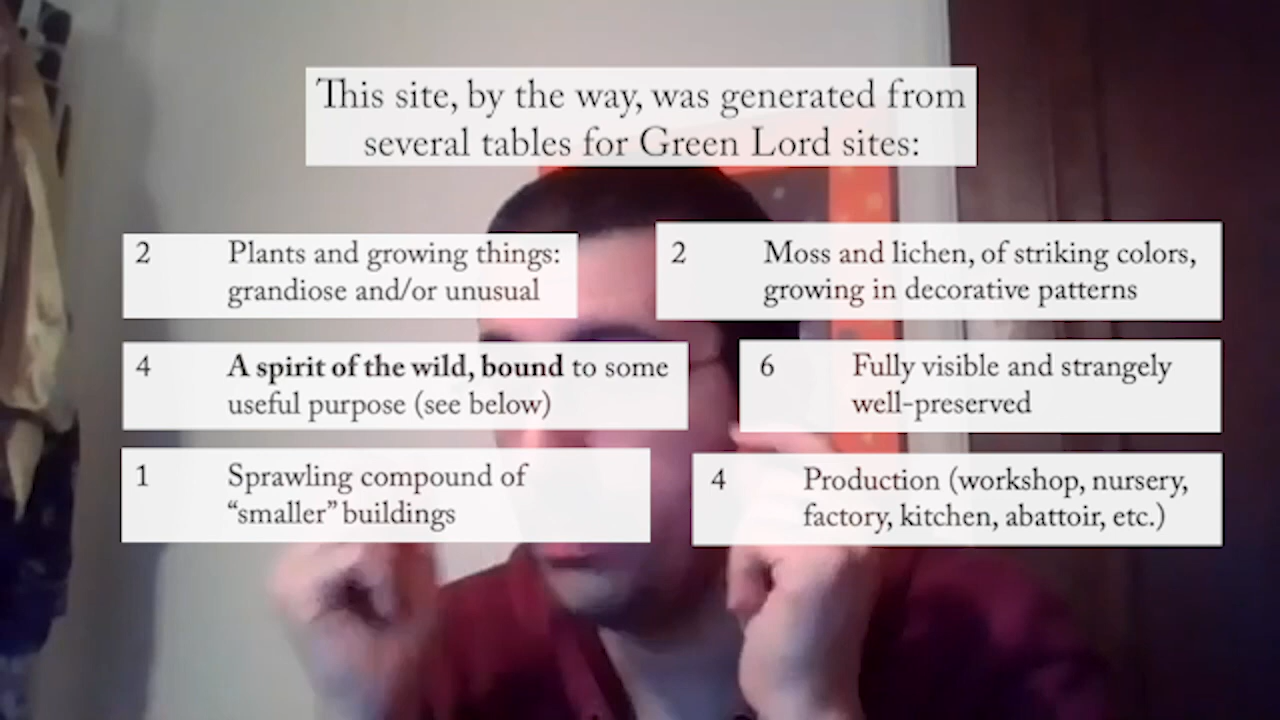 This site, by the way, was generated from
several tables for Green Lord sites:
2 Plants and growing things:
grandiose and/or unusual
2 Moss and lichen, of striking colors,
growing in decorative patterns
4 A spirit of the wild, bound to some
useful purpose (see below)
6 Fully visible and strangely
well-preserved
1 Sprawling compound of
“smaller” buildings
4 Production (workshop, nursery,
factory, kitchen, abattoir, etc.)